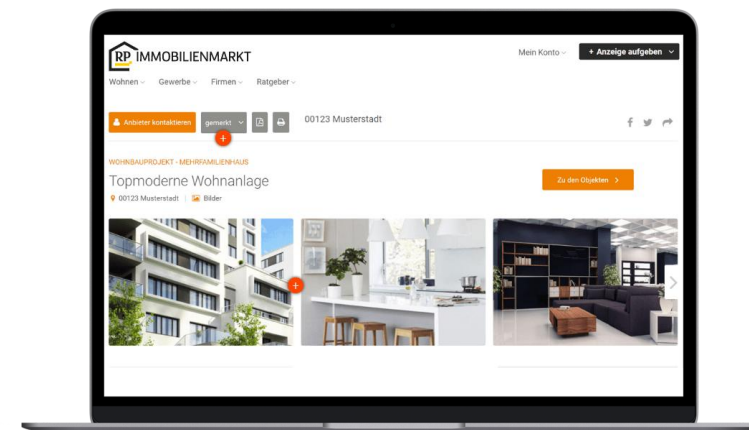 RP IMMOBILIENMARKT
Mein Konto
+ Anzeige aufgeben
Wohnen
Gewerbe
Firmen
Ratgeber
Anbieter kontaktieren
gemerkt
00123 Musterstadt
+
WOHNBAUPROJEKT - MEHRFAMILIENHAUS
Topmoderne Wohnanlage
Zu den Objekten >
00123 Musterstadt | Bilder
+